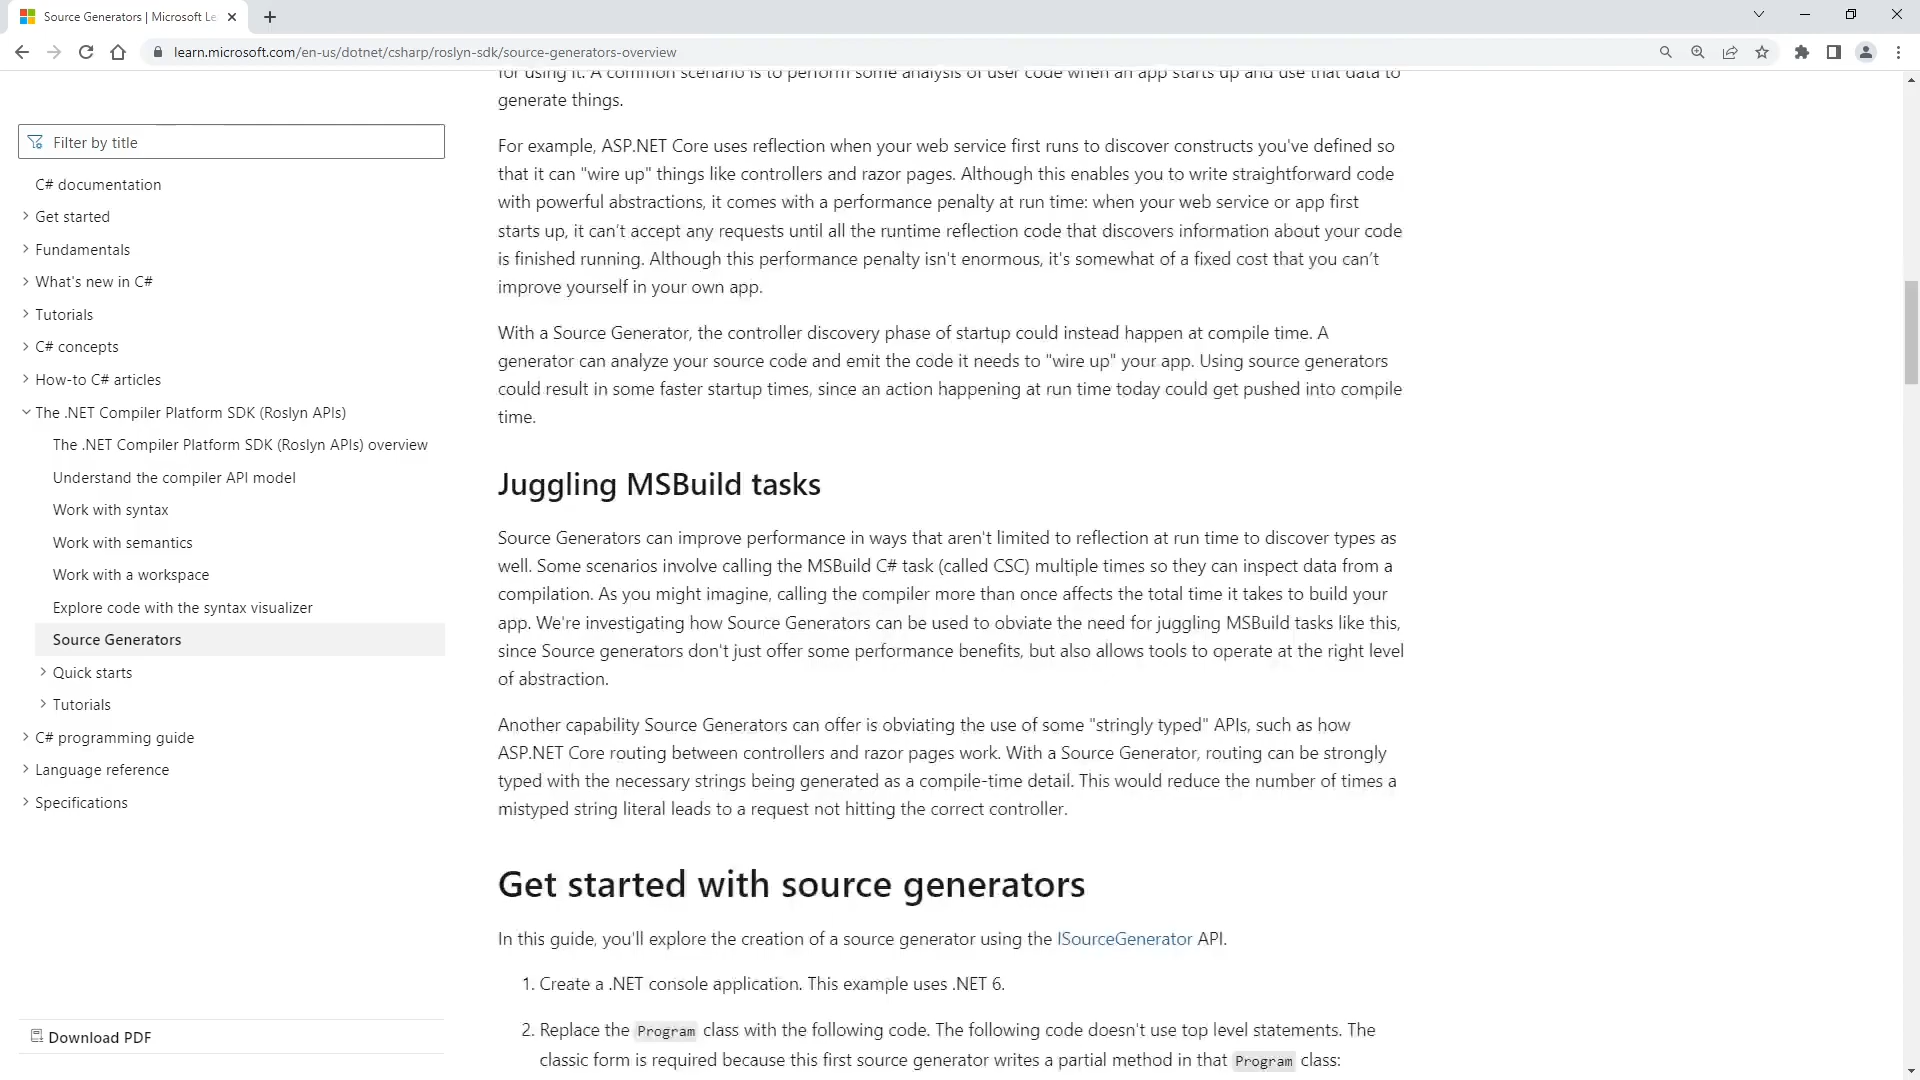 Source Generators | Microsoft Le
learn.microsoft.com/en-us/dotnet/csharp/roslyn-sdk/source-generators-overview
Filter by title
C# documentation
Get started
Fundamentals
What's new in C#
Tutorials
C# concepts
How-to C# articles
The .NET Compiler Platform SDK (Roslyn APIs)
The .NET Compiler Platform SDK (Roslyn APIs) overview
Understand the compiler API model
Work with syntax
Work with semantics
Work with a workspace
Explore code with the syntax visualizer
Source Generators
Quick starts
Tutorials
C# programming guide
Language reference
Specifications
Download PDF
for using it. A common scenario is to perform some analysis of user code when an app starts up and use that data to
generate things.
For example, ASP.NET Core uses reflection when your web service first runs to discover constructs you've defined so
that it can "wire up" things like controllers and razor pages. Although this enables you to write straightforward code
with powerful abstractions, it comes with a performance penalty at run time: when your web service or app first
starts up, it can't accept any requests until all the runtime reflection code that discovers information about your code
is finished running. Although this performance penalty isn't enormous, it's somewhat of a fixed cost that you can't
improve yourself in your own app.
With a Source Generator, the controller discovery phase of startup could instead happen at compile time. A
generator can analyze your source code and emit the code it needs to "wire up" your app. Using source generators
could result in some faster startup times, since an action happening at run time today could get pushed into compile
time.
Juggling MSBuild tasks
Source Generators can improve performance in ways that aren't limited to reflection at run time to discover types as
well. Some scenarios involve calling the MSBuild C# task (called CSC) multiple times so they can inspect data from a
compilation. As you might imagine, calling the compiler more than once affects the total time it takes to build your
app. We're investigating how Source Generators can be used to obviate the need for juggling MSBuild tasks like this,
since Source generators don't just offer some performance benefits, but also allows tools to operate at the right level
of abstraction.
Another capability Source Generators can offer is obviating the use of some "stringly typed" APIs, such as how
ASP.NET Core routing between controllers and razor pages work. With a Source Generator, routing can be strongly
typed with the necessary strings being generated as a compile-time detail. This would reduce the number of times a
mistyped string literal leads to a request not hitting the correct controller.
Get started with source generators
In this guide, you'll explore the creation of a source generator using the ISourceGenerator API.
1. Create a .NET console application. This example uses .NET 6.
2. Replace the Program class with the following code. The following code doesn't use top level statements. The
classic form is required because this first source generator writes a partial method in that Program class: